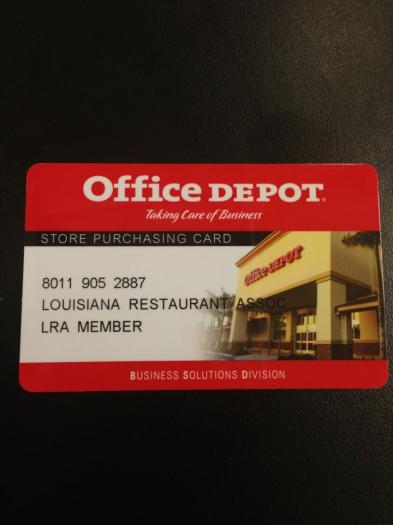 Office DEPOT.
Taking Care of Business
STORE PURCHASING CARD
Office DEPOT
8011 905 2887
LOUISIANA RESTAURANT ASSOC
LRA MEMBER
BUSINESS SOLUTIONS DIVISION